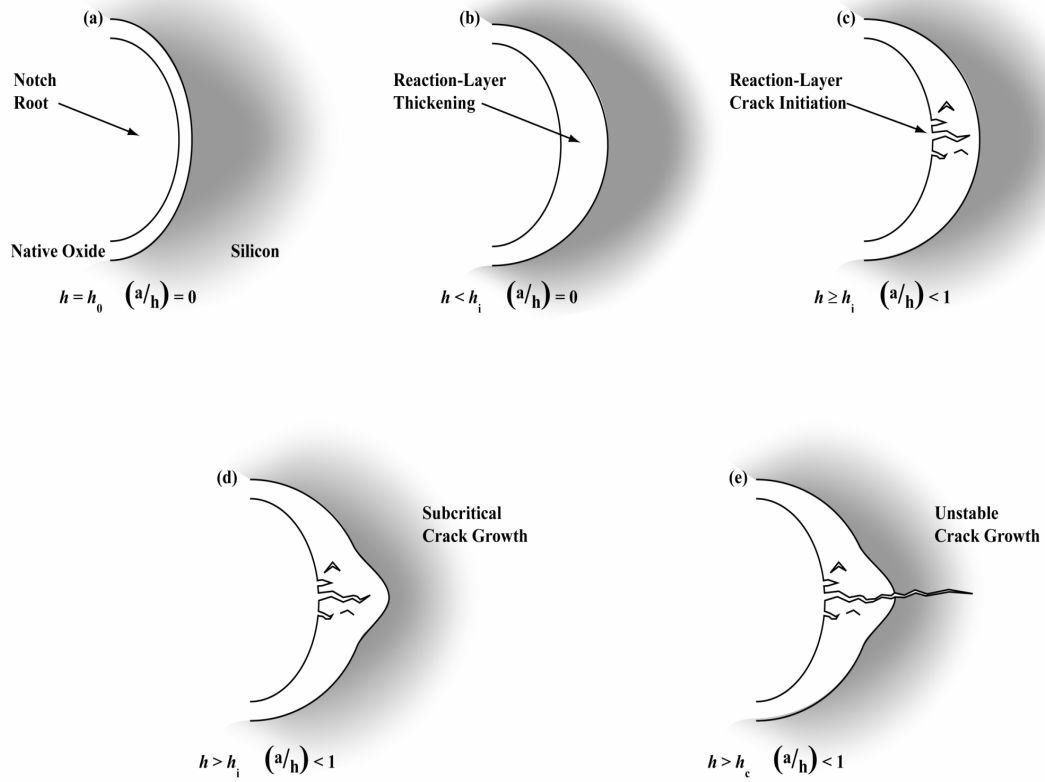 (a)
Notch
Root
Native Oxide
Silicon
h = h₀ (a/h) = 0
(b)
Reaction-Layer
Thickening
h < hᵢ (a/h) = 0
(c)
Reaction-Layer
Crack Initiation
h ≥ hᵢ (a/h) < 1
(d)
Subcritical
Crack Growth
h > hᵢ (a/h) < 1
(e)
Unstable
Crack Growth
h > h_c (a/h) < 1